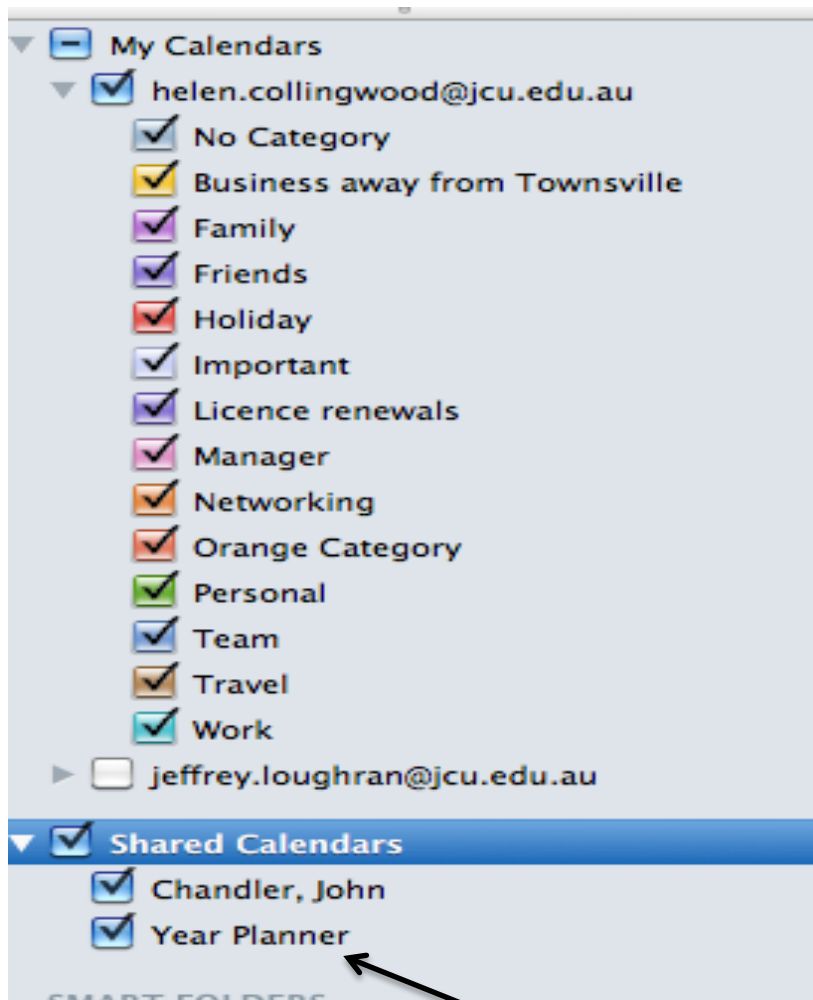 My Calendars
helen.collingwood@jcu.edu.au
No Category
Business away from Townsville
Family
Friends
Holiday
Important
Licence renewals
Manager
Networking
Orange Category
Personal
Team
Travel
Work
jeffrey.loughran@jcu.edu.au
Shared Calendars
Chandler, John
Year Planner
SMART FOLDERS